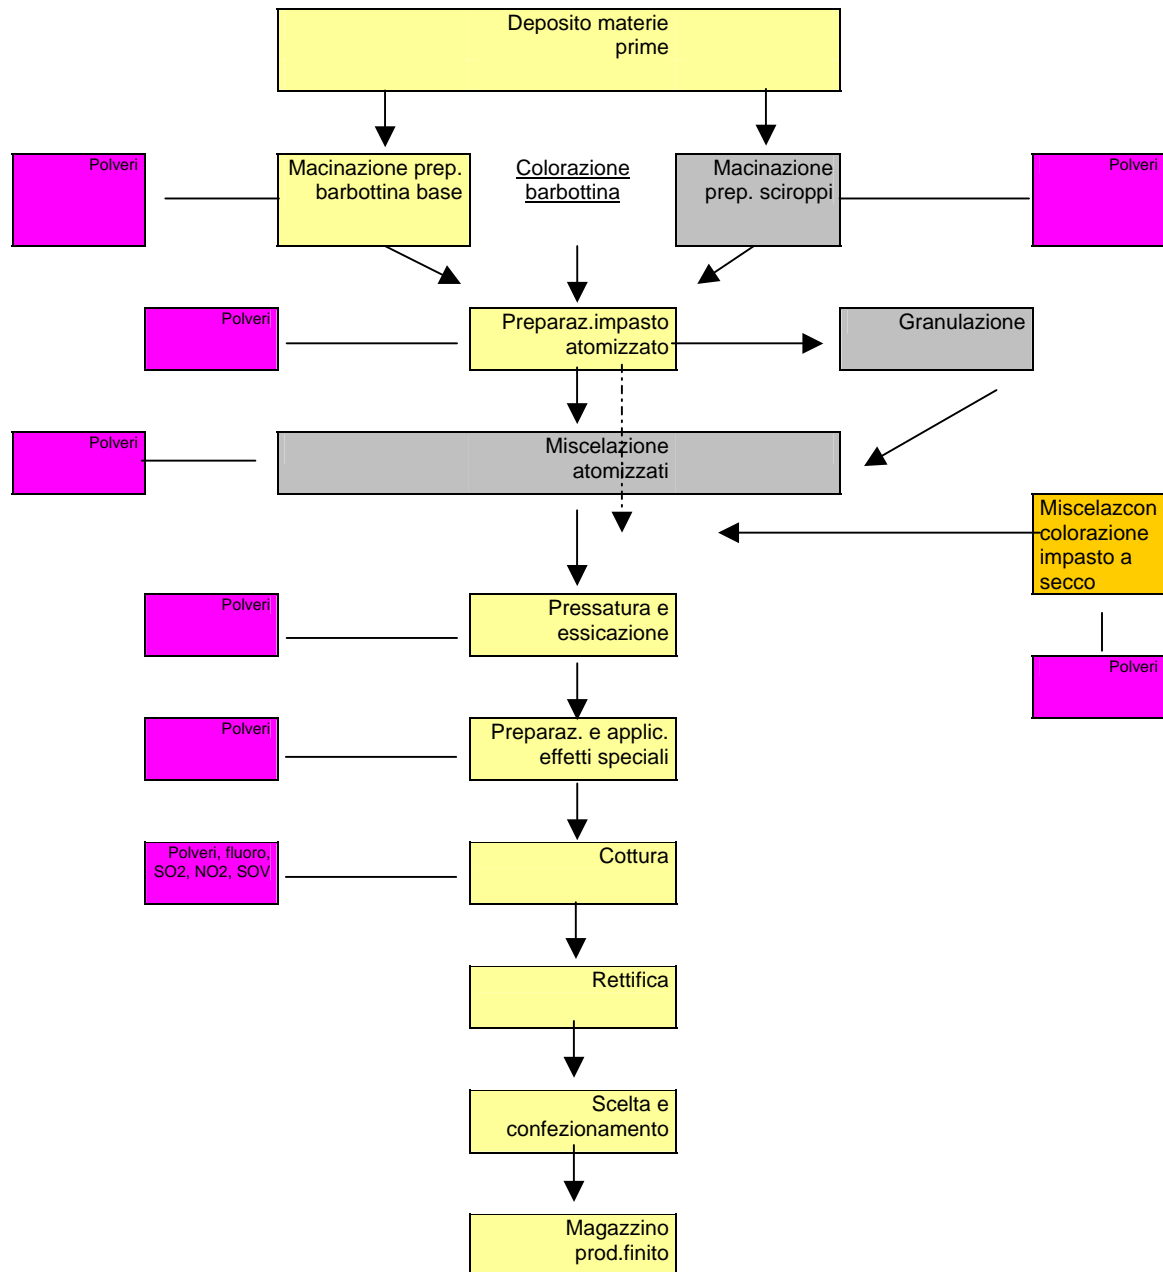 Deposito materie
prime
Polveri
Macinazione prep.
barbottina base
Colorazione
barbottina
Macinazione
prep. sciroppi
Polveri
Polveri
Preparaz.impasto
atomizzato
Granulazione
Polveri
Miscelazione
atomizzati
Miscelazcon
colorazione
impasto a
secco
Polveri
Pressatura e
essicazione
Polveri
Polveri
Preparaz. e applic.
effetti speciali
Polveri, fluoro,
SO2, NO2, SOV
Cottura
Rettifica
Scelta e
confezionamento
Magazzino
prod.finito